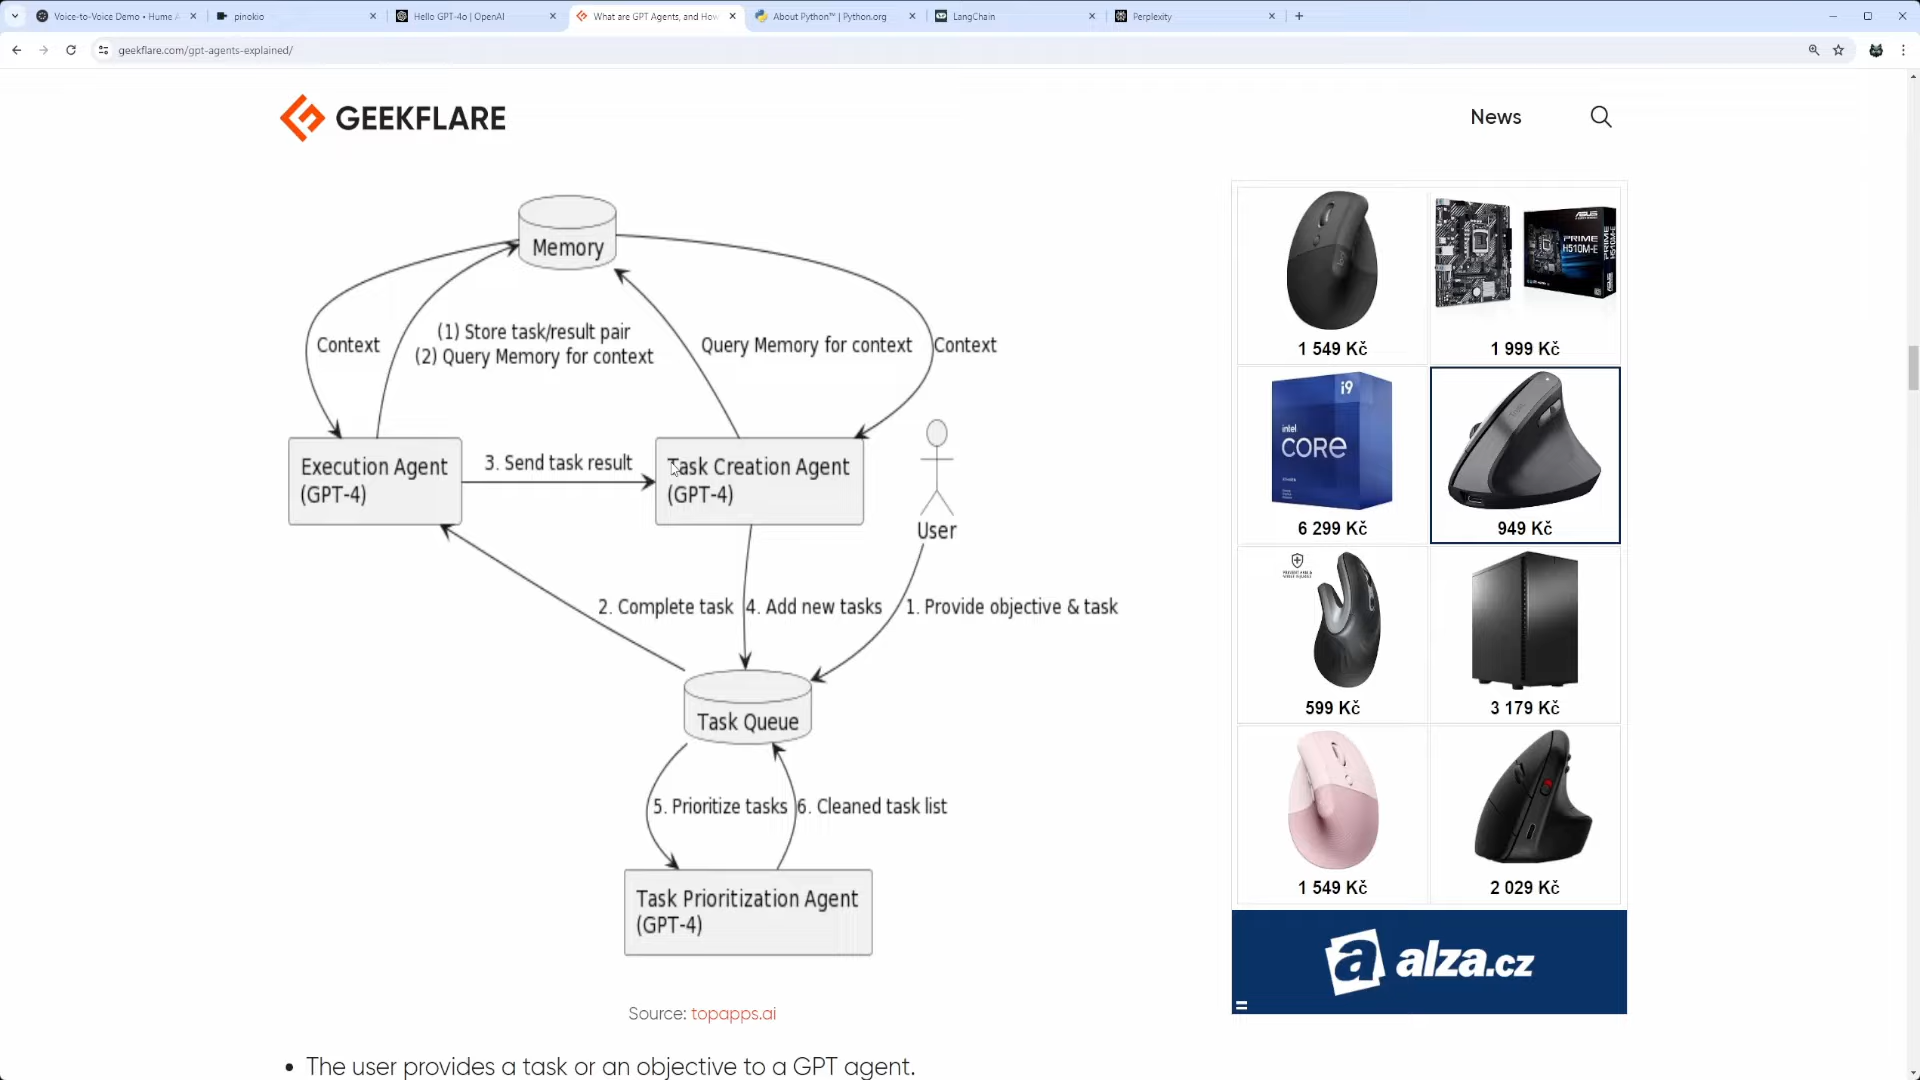 Voice-to-Voice Demo • Hume A
pinokio
Hello GPT-4o | OpenAI
What are GPT Agents, and How
About Python™ | Python.org
LangChain
Perplexity
geekflare.com/gpt-agents-explained/
GEEKFLARE
News
Memory
Context
(1) Store task/result pair
(2) Query Memory for context
Query Memory for context
Context
Execution Agent
(GPT-4)
3. Send task result
Task Creation Agent
(GPT-4)
User
2. Complete task
4. Add new tasks
1. Provide objective & task
Task Queue
5. Prioritize tasks
6. Cleaned task list
Task Prioritization Agent
(GPT-4)
Source: topapps.ai
• The user provides a task or an objective to a GPT agent.
ASUS
PRIME
H510M-E
1 549 Kč
1 999 Kč
i9
intel
CORE
6 299 Kč
949 Kč
599 Kč
3 179 Kč
1 549 Kč
2 029 Kč
alza.cz